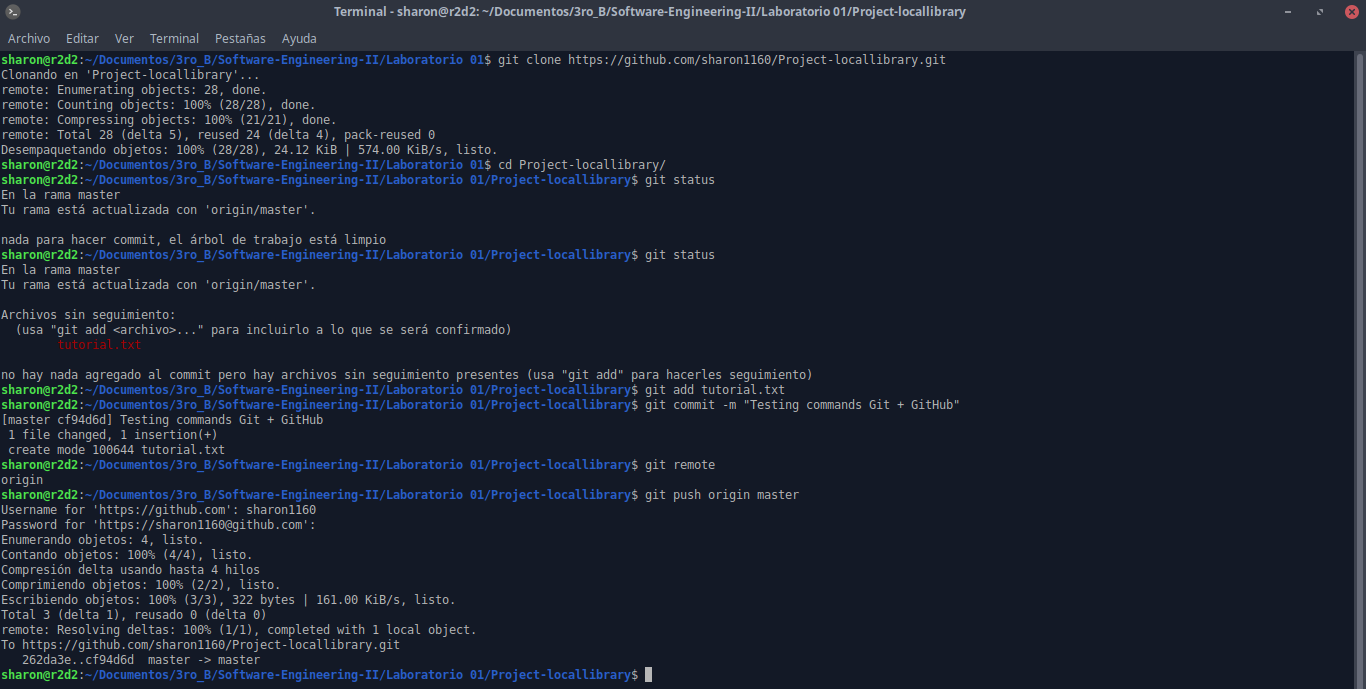 Terminal - sharon@r2d2: ~/Documentos/3ro_B/Software-Engineering-II/Laboratorio 01/Project-locallibrary
Archivo Editar Ver Terminal Pestañas Ayuda
sharon@r2d2:~/Documentos/3ro_B/Software-Engineering-II/Laboratorio 01$ git clone https://github.com/sharon1160/Project-locallibrary.git
Clonando en 'Project-locallibrary'...
remote: Enumerating objects: 28, done.
remote: Counting objects: 100% (28/28), done.
remote: Compressing objects: 100% (21/21), done.
remote: Total 28 (delta 5), reused 24 (delta 4), pack-reused 0
Desempaquetando objetos: 100% (28/28), 24.12 KiB | 574.00 KiB/s, listo.
sharon@r2d2:~/Documentos/3ro_B/Software-Engineering-II/Laboratorio 01$ cd Project-locallibrary/
sharon@r2d2:~/Documentos/3ro_B/Software-Engineering-II/Laboratorio 01/Project-locallibrary$ git status
En la rama master
Tu rama está actualizada con 'origin/master'.
nada para hacer commit, el árbol de trabajo está limpio
sharon@r2d2:~/Documentos/3ro_B/Software-Engineering-II/Laboratorio 01/Project-locallibrary$ git status
En la rama master
Tu rama está actualizada con 'origin/master'.
Archivos sin seguimiento:
(usa "git add <archivo>..." para incluirlo a lo que se será confirmado)
tutorial.txt
no hay nada agregado al commit pero hay archivos sin seguimiento presentes (usa "git add" para hacerles seguimiento)
sharon@r2d2:~/Documentos/3ro_B/Software-Engineering-II/Laboratorio 01/Project-locallibrary$ git add tutorial.txt
sharon@r2d2:~/Documentos/3ro_B/Software-Engineering-II/Laboratorio 01/Project-locallibrary$ git commit -m "Testing commands Git + GitHub"
[master cf94d6d] Testing commands Git + GitHub
1 file changed, 1 insertion(+)
create mode 100644 tutorial.txt
sharon@r2d2:~/Documentos/3ro_B/Software-Engineering-II/Laboratorio 01/Project-locallibrary$ git remote
origin
sharon@r2d2:~/Documentos/3ro_B/Software-Engineering-II/Laboratorio 01/Project-locallibrary$ git push origin master
Username for 'https://github.com': sharon1160
Password for 'https://sharon1160@github.com':
Enumerando objetos: 4, listo.
Contando objetos: 100% (4/4), listo.
Compresión delta usando hasta 4 hilos
Comprimiendo objetos: 100% (2/2), listo.
Escribiendo objetos: 100% (3/3), 322 bytes | 161.00 KiB/s, listo.
Total 3 (delta 1), reusado 0 (delta 0)
remote: Resolving deltas: 100% (1/1), completed with 1 local object.
To https://github.com/sharon1160/Project-locallibrary.git
262da3e..cf94d6d master -> master
sharon@r2d2:~/Documentos/3ro_B/Software-Engineering-II/Laboratorio 01/Project-locallibrary$